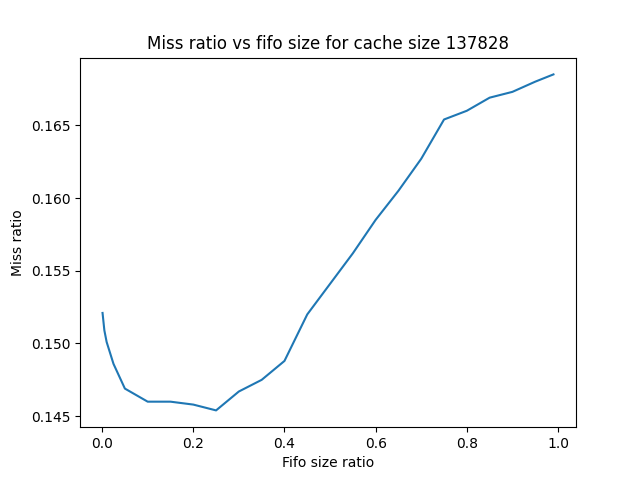 Miss ratio vs fifo size for cache size 137828
0.165
0.160
0.155
0.150
0.145
Miss ratio
0.0 0.2 0.4 0.6 0.8 1.0
Fifo size ratio